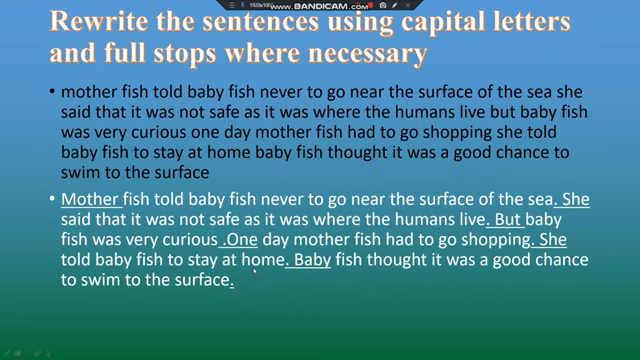 1920x1080
www.BANDICAM.com
Rewrite the sentences using capital letters
and full stops where necessary
• mother fish told baby fish never to go near the surface of the sea she
said that it was not safe as it was where the humans live but baby fish
was very curious one day mother fish had to go shopping she told
baby fish to stay at home baby fish thought it was a good chance to
swim to the surface
• Mother fish told baby fish never to go near the surface of the sea. She
said that it was not safe as it was where the humans live. But baby
fish was very curious .One day mother fish had to go shopping. She
told baby fish to stay at home. Baby fish thought it was a good chance
to swim to the surface.